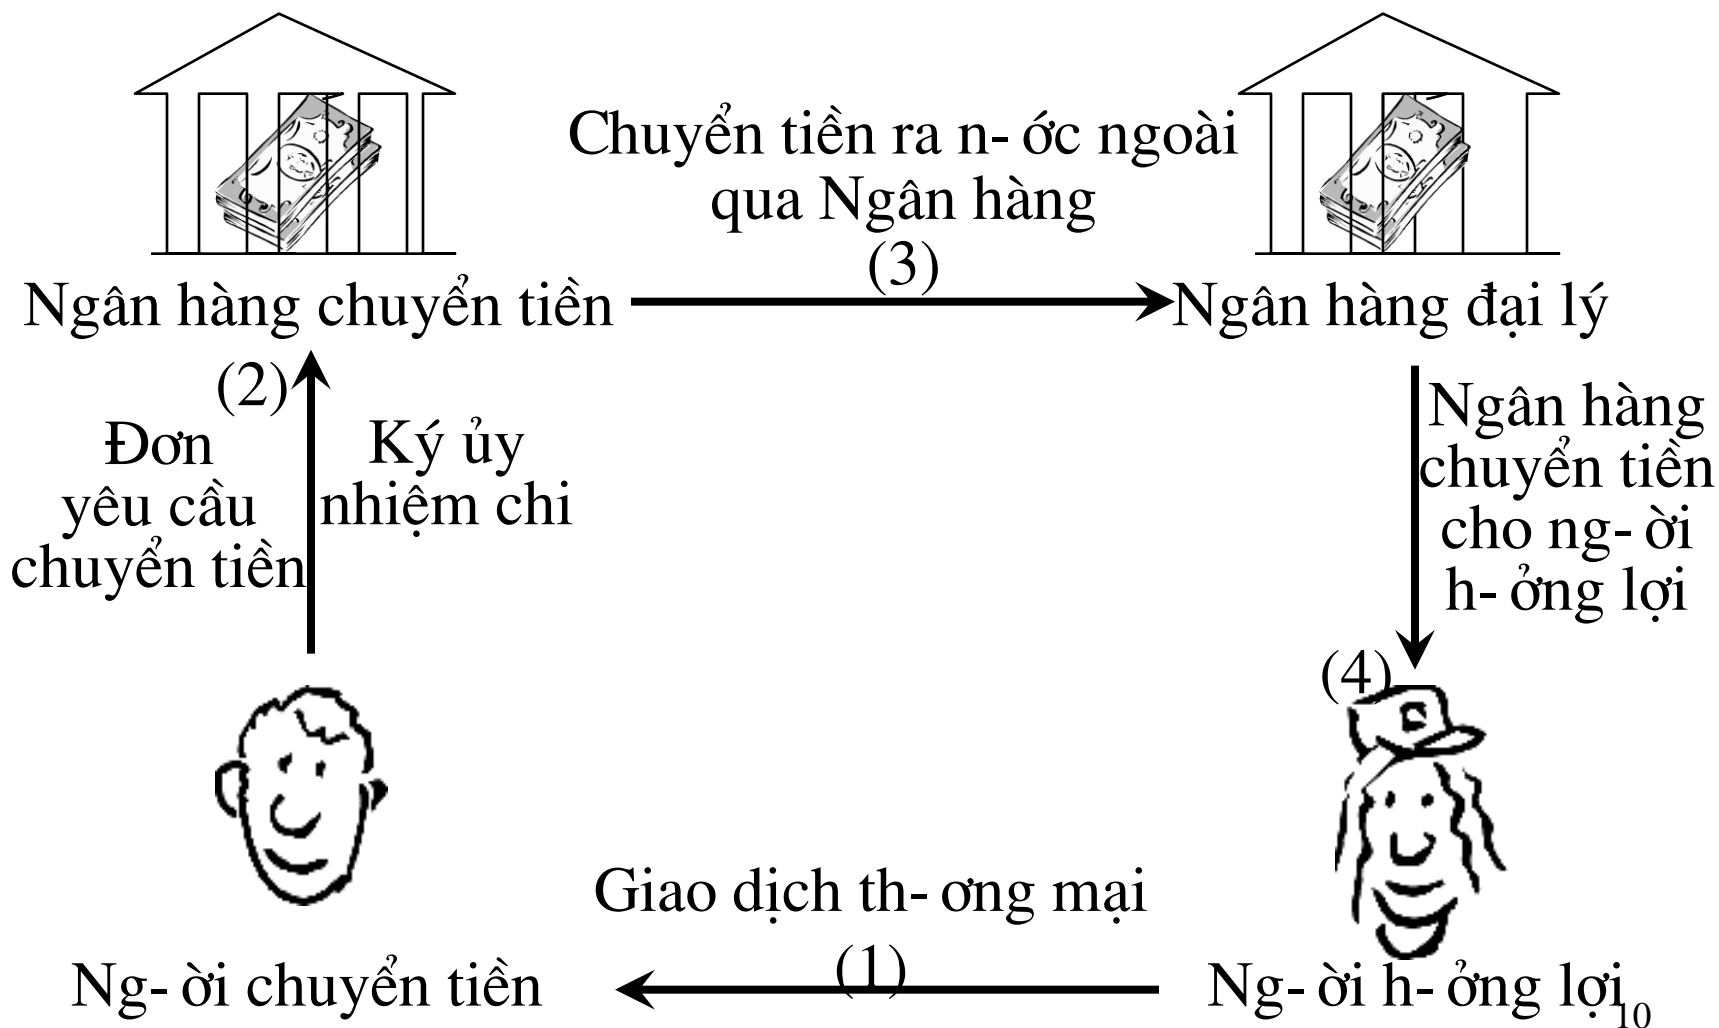 Chuyển tiền ra n- ớc ngoài
qua Ngân hàng
(3)
Ngân hàng chuyển tiền
Ngân hàng đại lý
(2)
Đơn
yêu cầu
chuyển tiền
Ký ủy
nhiệm chi
Ngân hàng
chuyển tiền
cho ng- ời
h- ởng lợi
(4)
Giao dịch th- ơng mại
(1)
Ng- ời chuyển tiền
Ng- ời h- ởng lợi
10